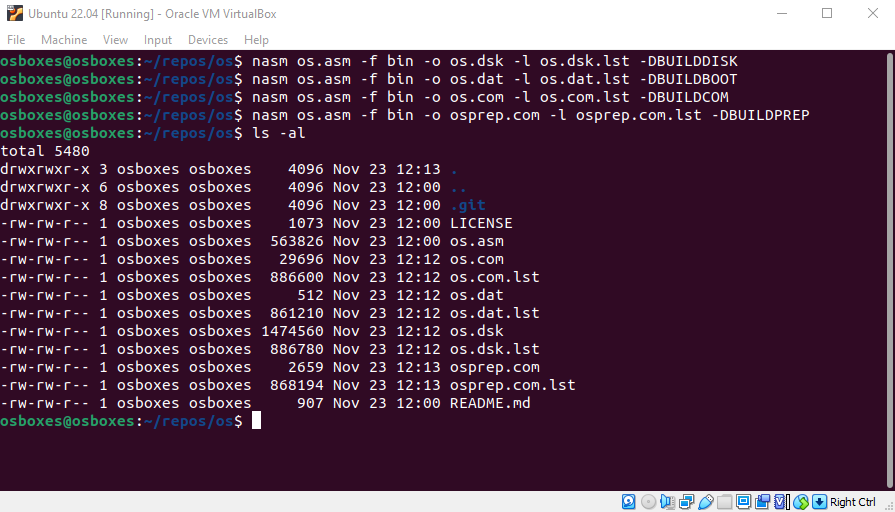 Ubuntu 22.04 [Running] - Oracle VM VirtualBox
File Machine View Input Devices Help
osboxes@osboxes:~/repos/os$ nasm os.asm -f bin -o os.dsk -l os.dsk.lst -DBUILDDISK
osboxes@osboxes:~/repos/os$ nasm os.asm -f bin -o os.dat -l os.dat.lst -DBUILDBOOT
osboxes@osboxes:~/repos/os$ nasm os.asm -f bin -o os.com -l os.com.lst -DBUILDCOM
osboxes@osboxes:~/repos/os$ nasm os.asm -f bin -o osprep.com -l osprep.com.lst -DBUILDPREP
osboxes@osboxes:~/repos/os$ ls -al
total 5480
drwxrwxr-x 3 osboxes osboxes    4096 Nov 23 12:13 .
drwxrwxr-x 6 osboxes osboxes    4096 Nov 23 12:00 ..
drwxrwxr-x 8 osboxes osboxes    4096 Nov 23 12:00 .git
-rw-rw-r-- 1 osboxes osboxes    1073 Nov 23 12:00 LICENSE
-rw-rw-r-- 1 osboxes osboxes  563826 Nov 23 12:00 os.asm
-rw-rw-r-- 1 osboxes osboxes   29696 Nov 23 12:12 os.com
-rw-rw-r-- 1 osboxes osboxes  886600 Nov 23 12:12 os.com.lst
-rw-rw-r-- 1 osboxes osboxes     512 Nov 23 12:12 os.dat
-rw-rw-r-- 1 osboxes osboxes  861210 Nov 23 12:12 os.dat.lst
-rw-rw-r-- 1 osboxes osboxes 1474560 Nov 23 12:12 os.dsk
-rw-rw-r-- 1 osboxes osboxes  886780 Nov 23 12:12 os.dsk.lst
-rw-rw-r-- 1 osboxes osboxes    2659 Nov 23 12:13 osprep.com
-rw-rw-r-- 1 osboxes osboxes  868194 Nov 23 12:13 osprep.com.lst
-rw-rw-r-- 1 osboxes osboxes     907 Nov 23 12:00 README.md
osboxes@osboxes:~/repos/os$
Right Ctrl